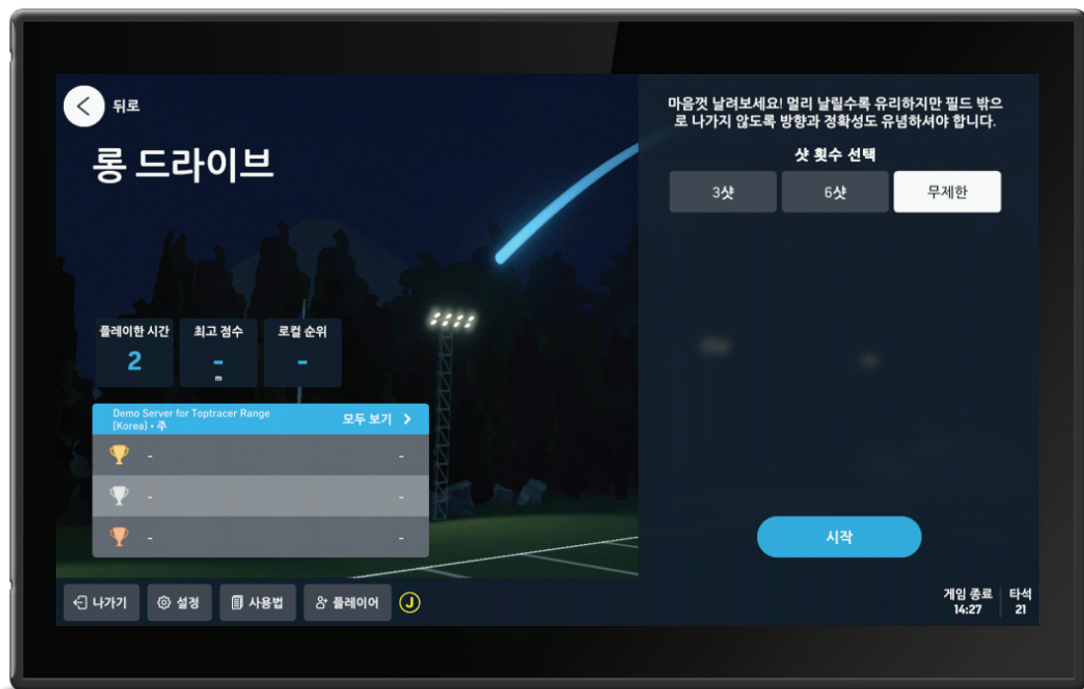 뒤로
롱 드라이브
플레이한 시간
2
최고 점수
-
m
로컬 순위
-
Demo Server for Toptracer Range
[Korea] • 주
모두 보기
- -
- -
- -
마음껏 날려보세요! 멀리 날릴수록 유리하지만 필드 밖으
로 나가지 않도록 방향과 정확성도 유념하셔야 합니다.
샷 횟수 선택
3샷
6샷
무제한
시작
나가기
설정
사용법
플레이어
J
게임 종료
14:27
타석
21